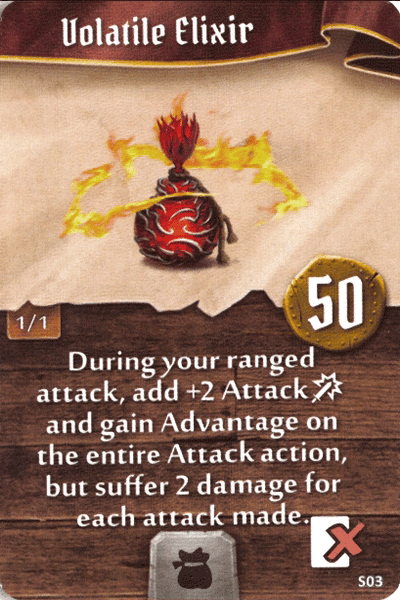 Volatile Elixir
1/1
50
During your ranged
attack, add +2 Attack
and gain Advantage on
the entire Attack action,
but suffer 2 damage for
each attack made.
S03